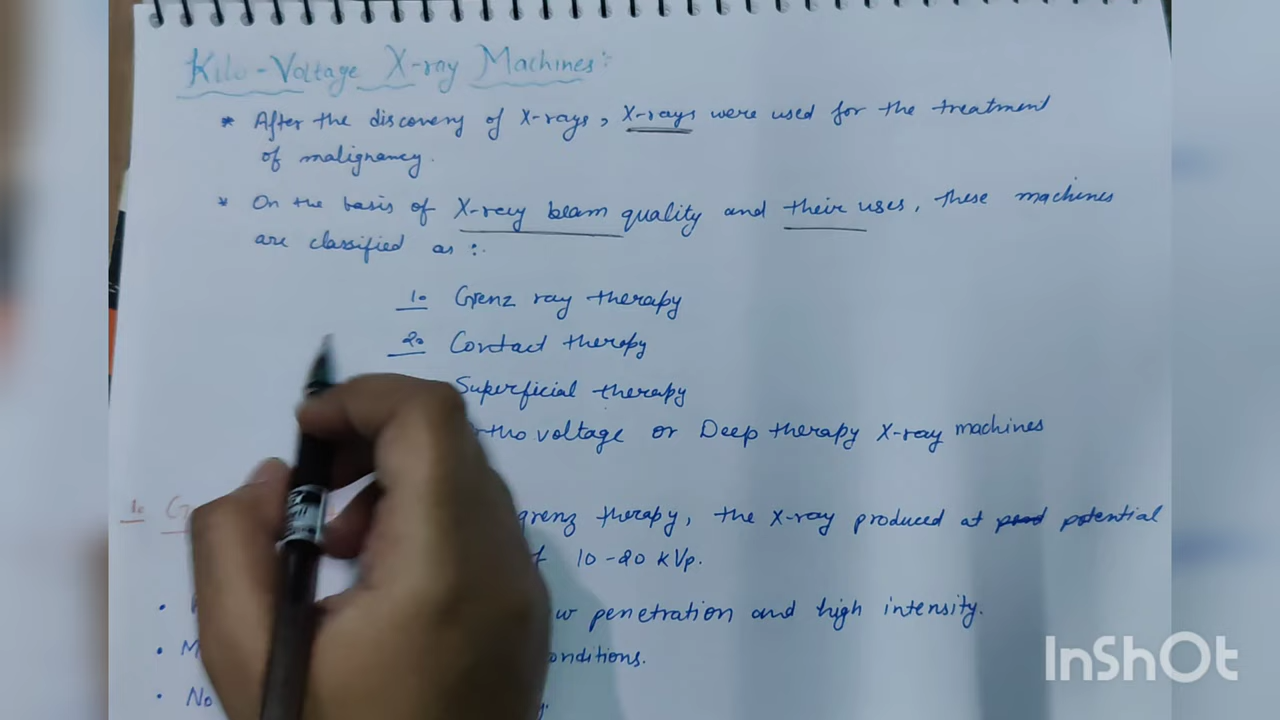 Kilo-Voltage X-ray Machines:-
* After the discovery of X-rays, X-rays were used for the treatment
of malignancy.
* On the basis of X-ray beam quality and their uses, these machines
are classified as :-
1. Grenz ray therapy
2. Contact therapy
Superficial therapy
voltage or Deep therapy X-ray machines
1. G
grenz therapy, the X-ray produced at potential
10-20 kVp.
penetration and high intensity.
• M
• No
InShOt